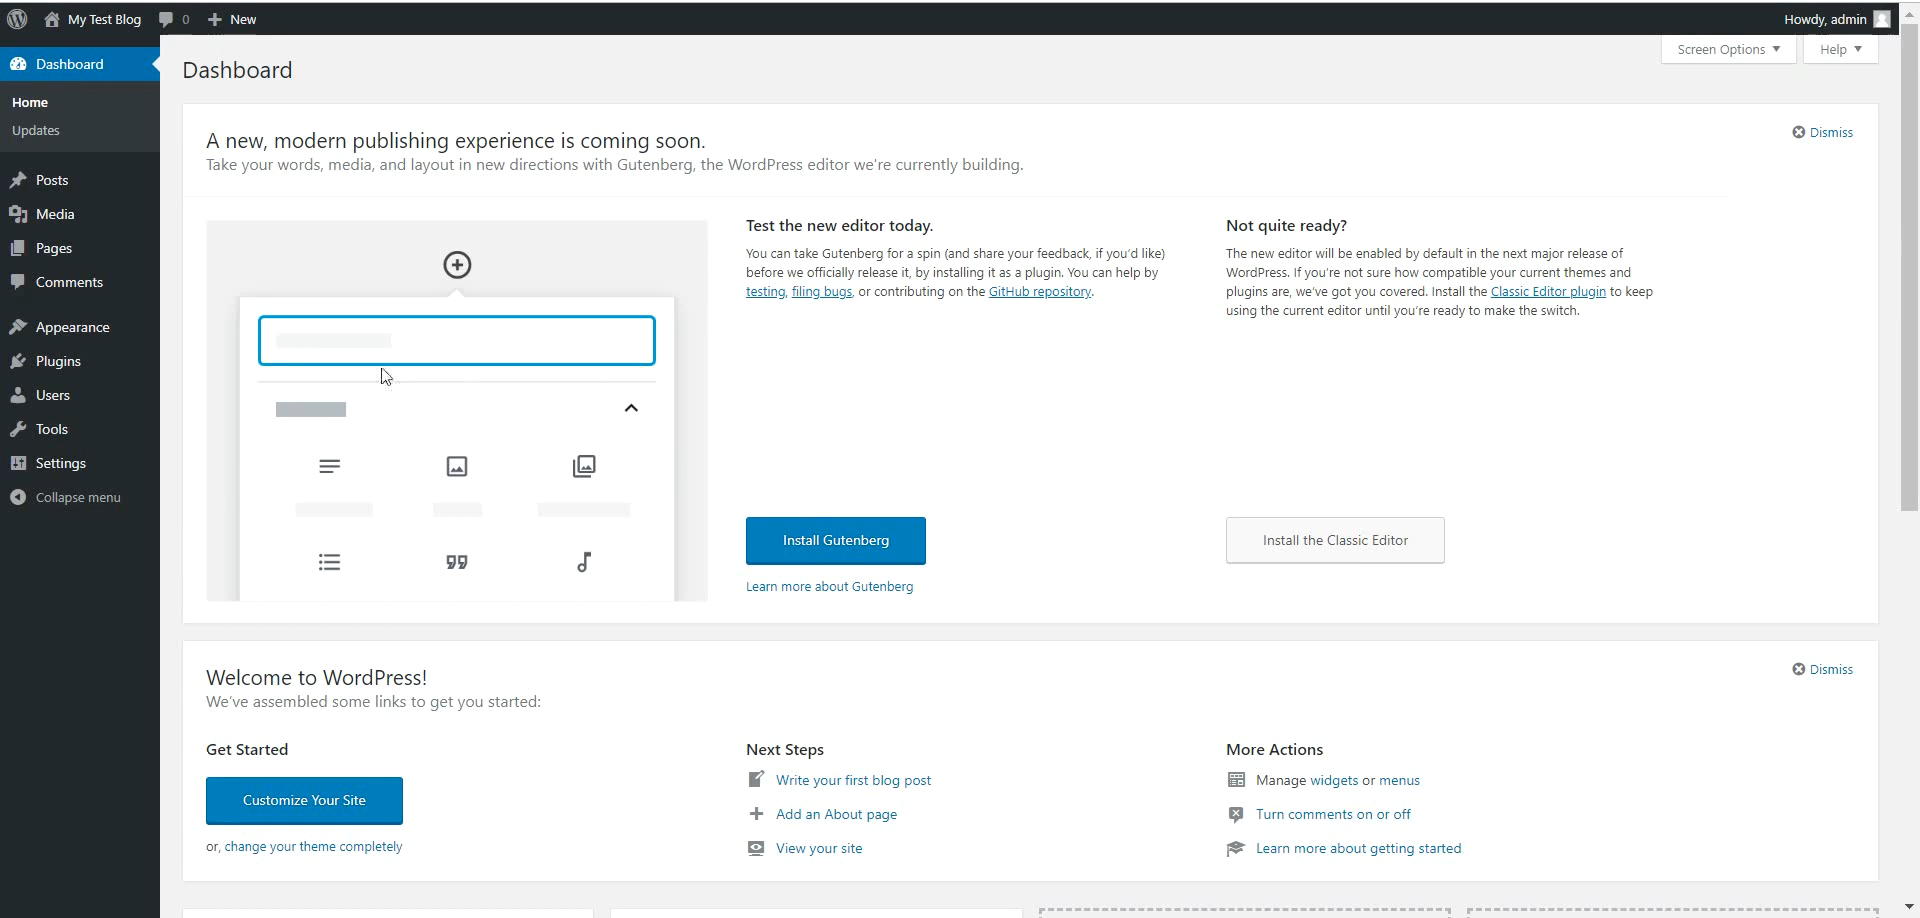 My Test Blog 0 New Howdy, admin
Dashboard
Home
Updates
Posts
Media
Pages
Comments
Appearance
Plugins
Users
Tools
Settings
Collapse menu
Screen Options Help
Dashboard
A new, modern publishing experience is coming soon.
Dismiss
Take your words, media, and layout in new directions with Gutenberg, the WordPress editor we're currently building.
Test the new editor today.
You can take Gutenberg for a spin (and share your feedback, if you'd like)
before we officially release it, by installing it as a plugin. You can help by
testing, filing bugs, or contributing on the GitHub repository.
Install Gutenberg
Learn more about Gutenberg
Not quite ready?
The new editor will be enabled by default in the next major release of
WordPress. If you're not sure how compatible your current themes and
plugins are, we've got you covered. Install the Classic Editor plugin to keep
using the current editor until you're ready to make the switch.
Install the Classic Editor
Welcome to WordPress!
Dismiss
We've assembled some links to get you started:
Get Started
Customize Your Site
or, change your theme completely
Next Steps
Write your first blog post
Add an About page
View your site
More Actions
Manage widgets or menus
Turn comments on or off
Learn more about getting started